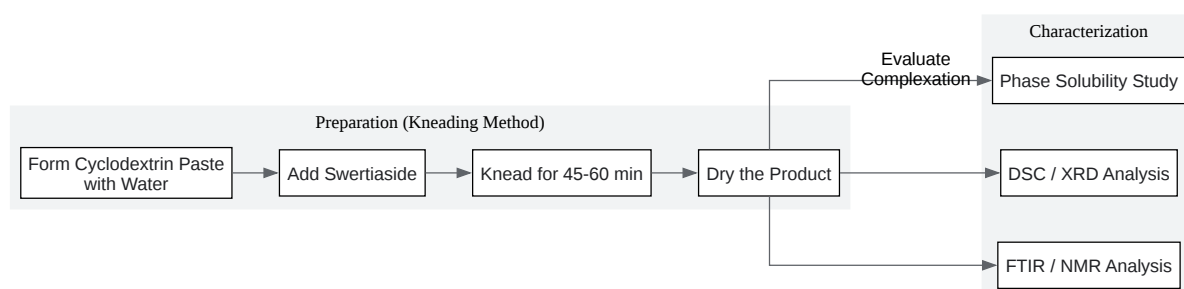 Characterization
Evaluate
Complexation
Phase Solubility Study
Preparation (Kneading Method)
Form Cyclodextrin Paste
with Water
Add Swertiaside
Knead for 45-60 min
Dry the Product
DSC / XRD Analysis
FTIR / NMR Analysis